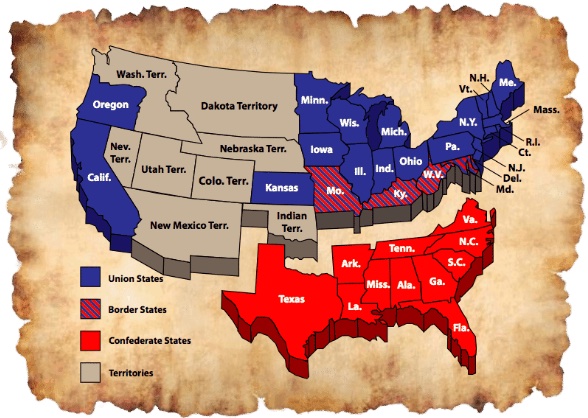 Wash. Terr.
Oregon
Dakota Territory
Minn.
Wis.
Mich.
N.H.
Vt.
Me.
Mass.
N.Y.
R.I.
Ct.
Pa.
N.J.
Del.
Md.
Nev.
Terr.
Utah Terr.
Colo. Terr.
Nebraska Terr.
Iowa
Ill.
Ind.
Ohio
W.V.
Calif.
Kansas
Mo.
Ky.
New Mexico Terr.
Indian
Terr.
Va.
N.C.
Tenn.
S.C.
Ark.
Miss.
Ala.
Ga.
Texas
La.
Fla.
Union States
Border States
Confederate States
Territories